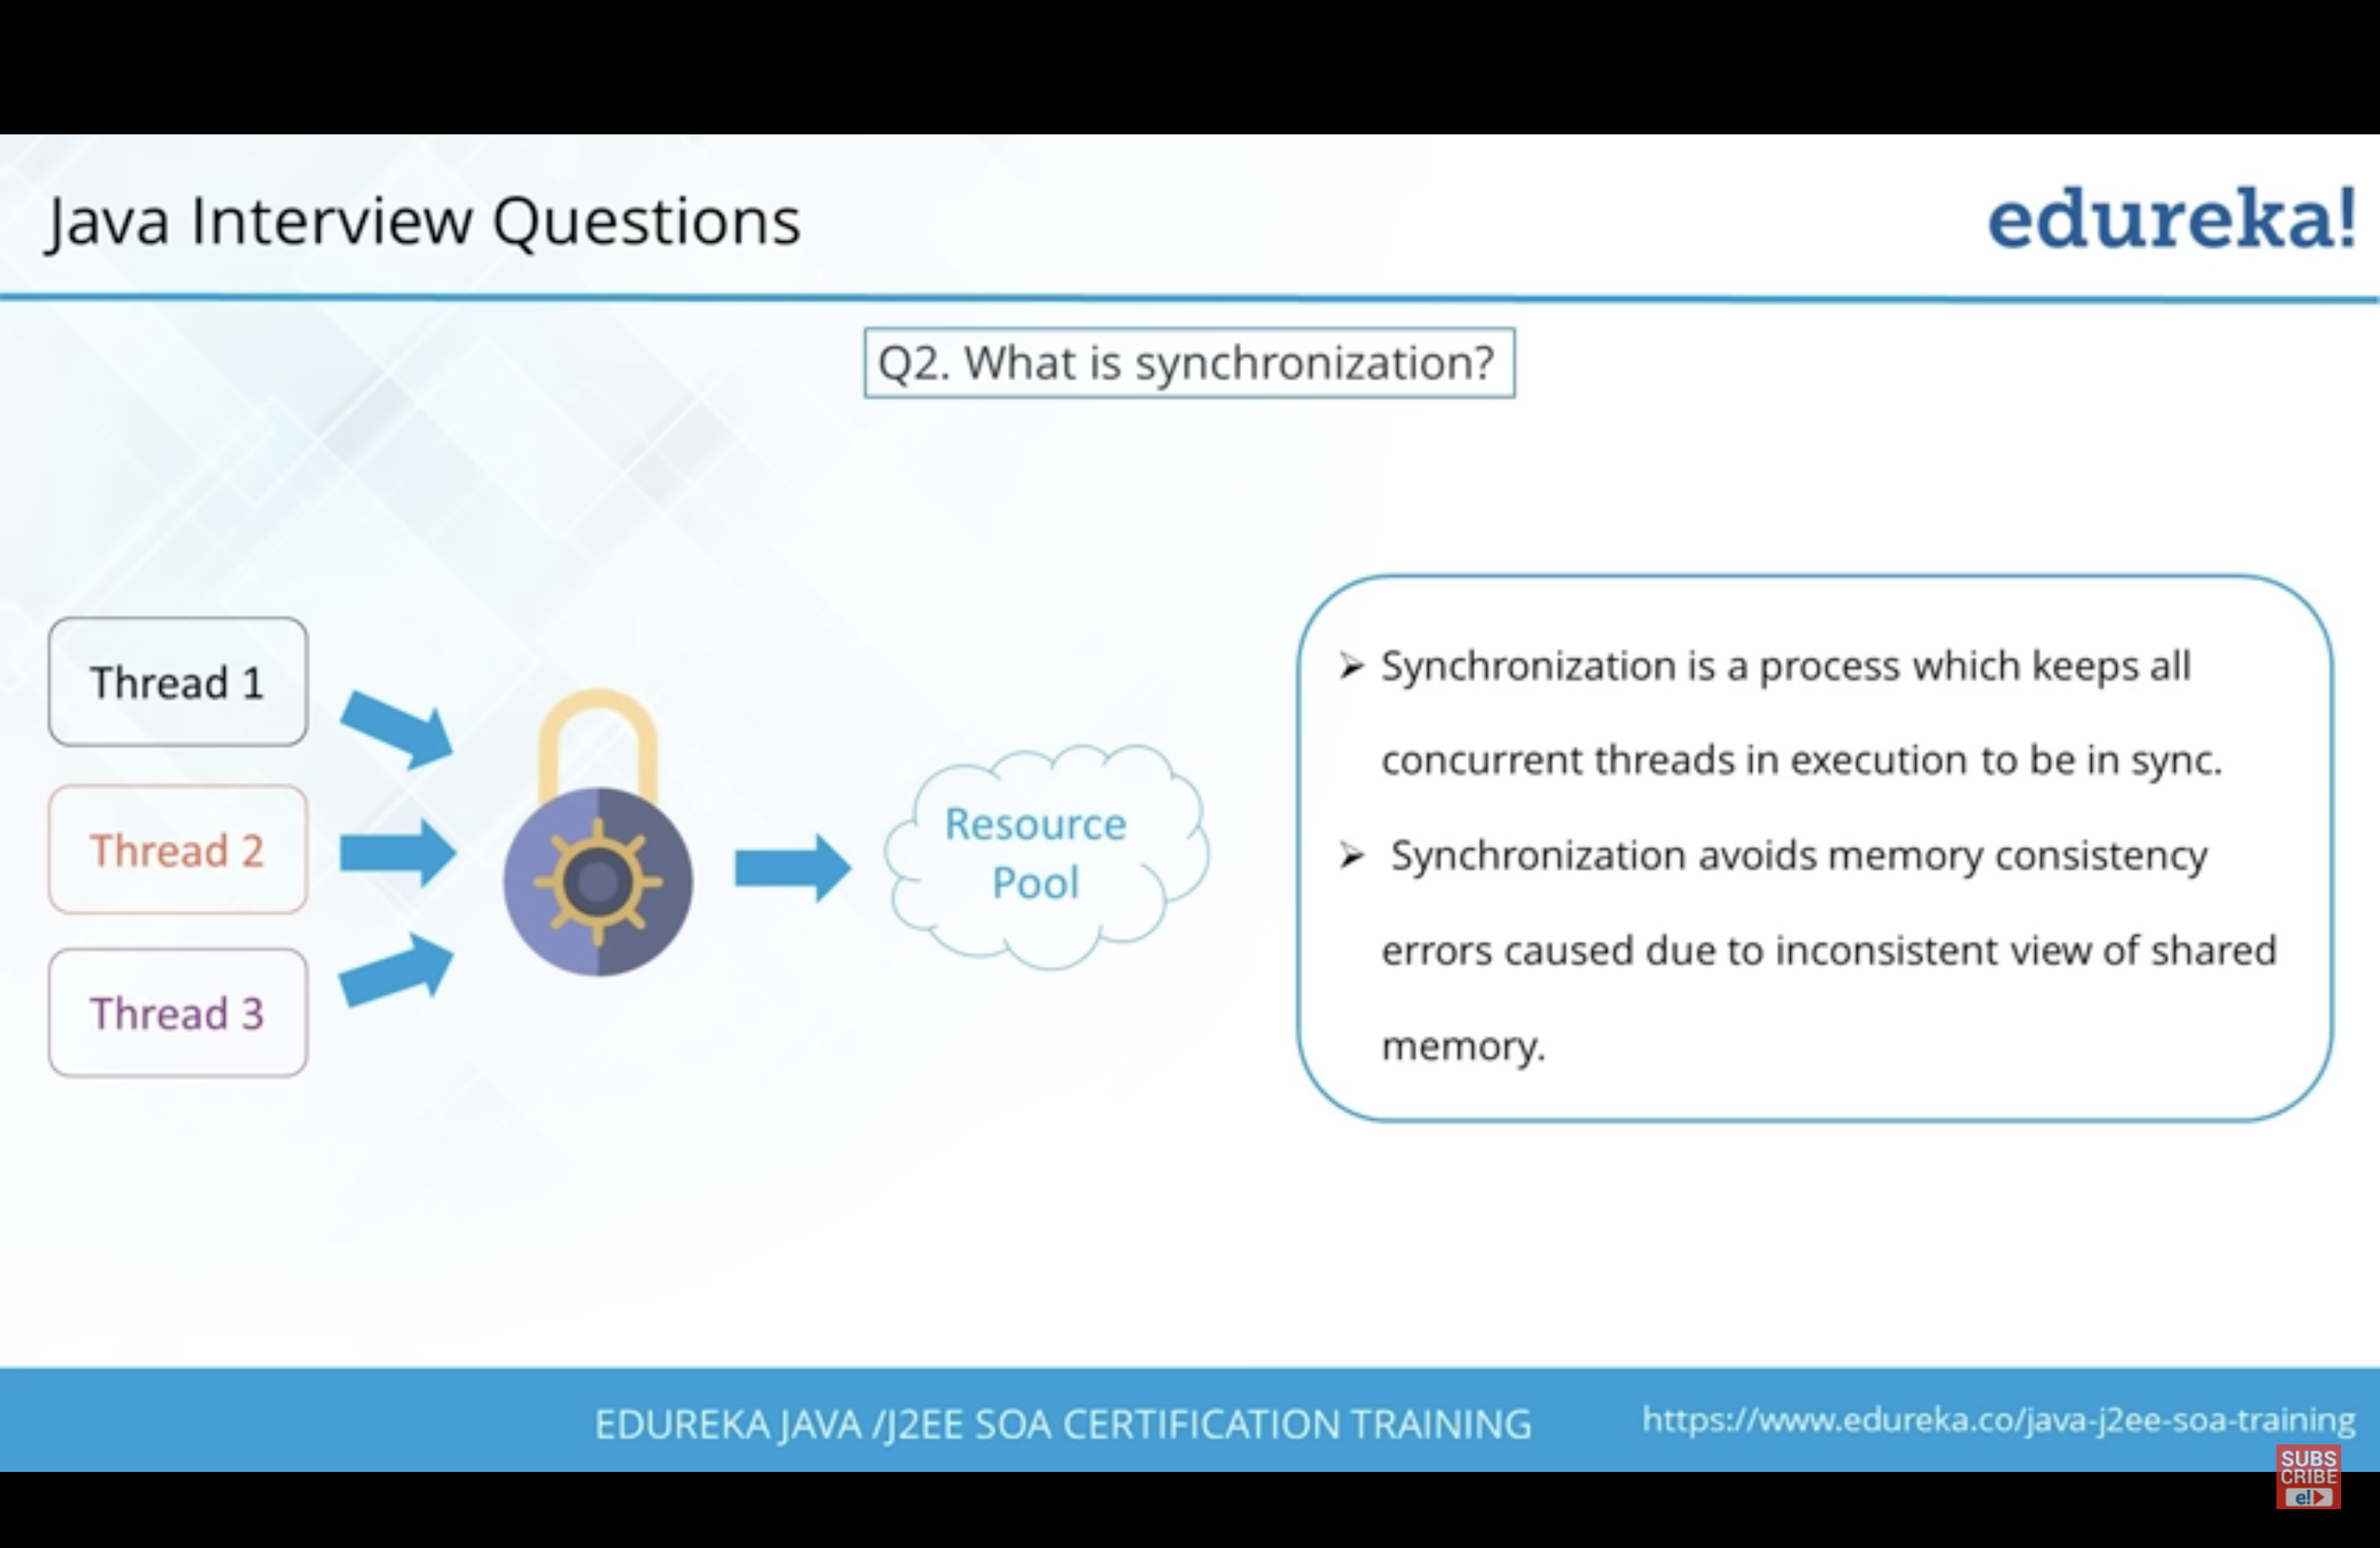 Java Interview Questions
edureka!
Q2. What is synchronization?
Thread 1
Thread 2
Thread 3
Resource
Pool
➢ Synchronization is a process which keeps all
concurrent threads in execution to be in sync.
➢ Synchronization avoids memory consistency
errors caused due to inconsistent view of shared
memory.
EDUREKA JAVA /J2EE SOA CERTIFICATION TRAINING
https://www.edureka.co/java-j2ee-soa-training
SUBS
CRIBE
e!